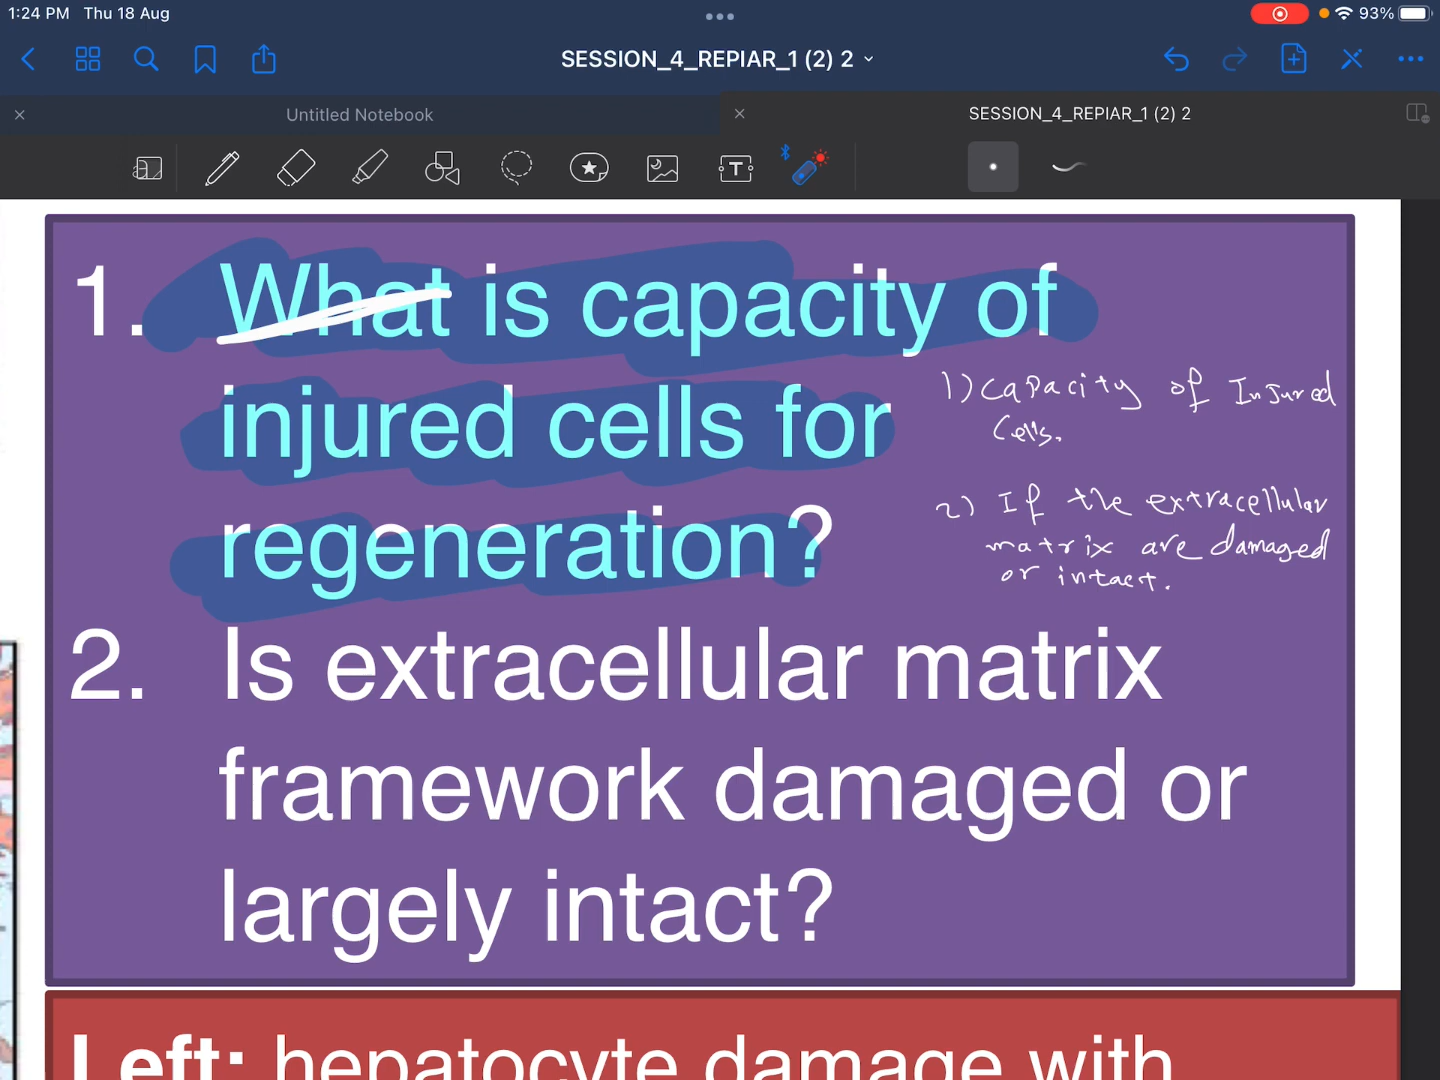 1:24 PM Thu 18 Aug
93%
SESSION_4_REPIAR_1 (2) 2
Untitled Notebook
SESSION_4_REPIAR_1 (2) 2
1. What is capacity of
injured cells for
regeneration?
1) capacity of Injured
Cells.
2) If the extracellular
matrix are damaged
or intact.
2. Is extracellular matrix
framework damaged or
largely intact?
Left: hepatocyte damage with